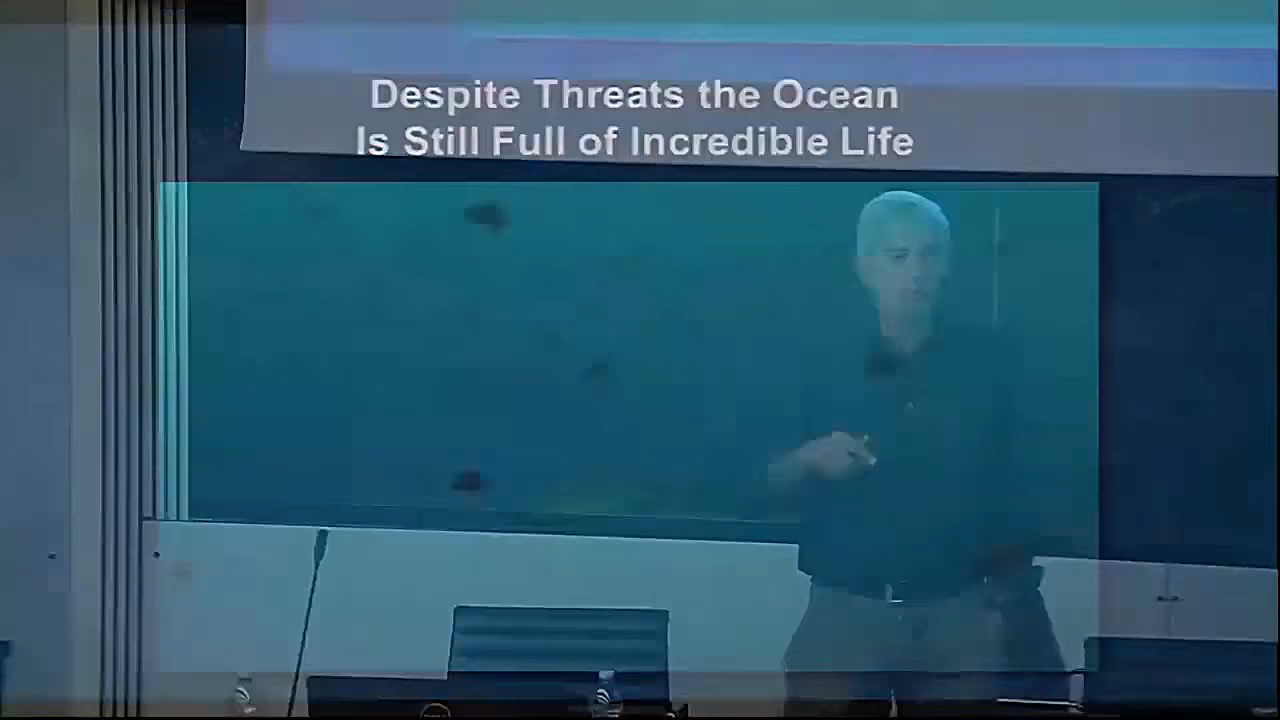 Despite Threats the Ocean
Is Still Full of Incredible Life